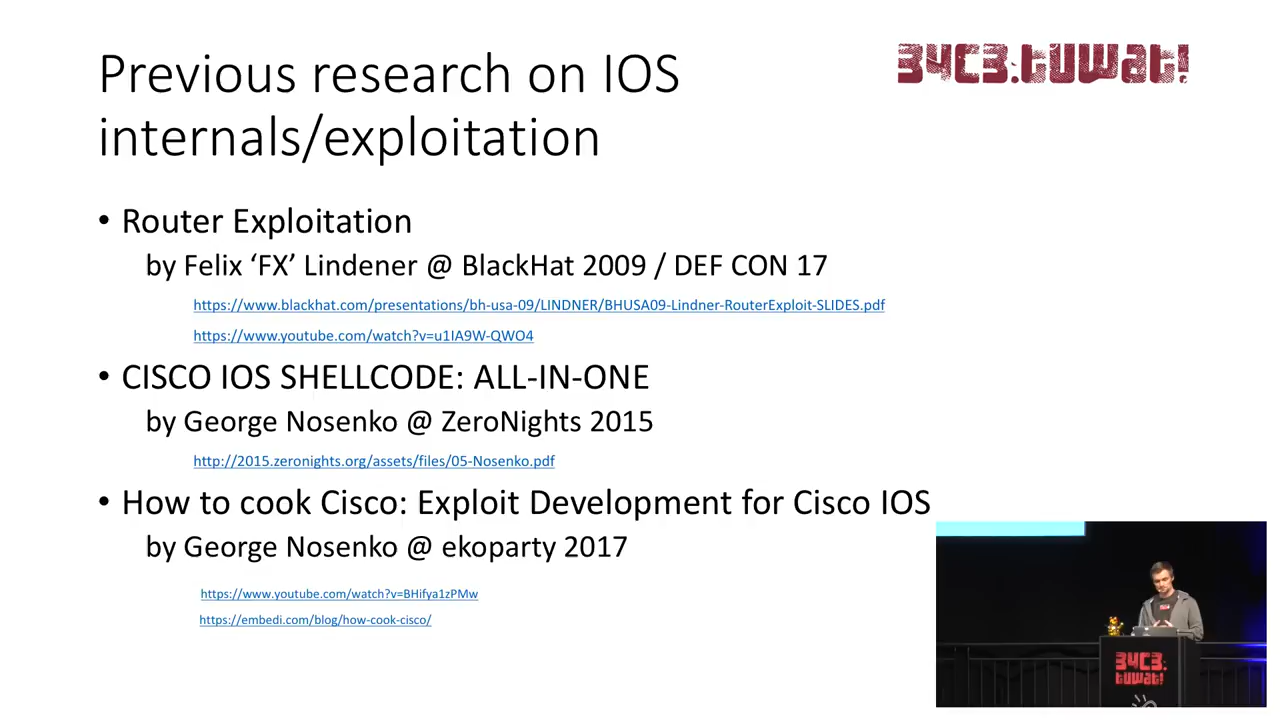 Previous research on IOS
internals/exploitation
34C3.tuwat!
• Router Exploitation
by Felix ‘FX’ Lindener @ BlackHat 2009 / DEF CON 17
https://www.blackhat.com/presentations/bh-usa-09/LINDNER/BHUSA09-Lindner-RouterExploit-SLIDES.pdf
https://www.youtube.com/watch?v=u1IA9W-QWO4
• CISCO IOS SHELLCODE: ALL-IN-ONE
by George Nosenko @ ZeroNights 2015
http://2015.zeronights.org/assets/files/05-Nosenko.pdf
• How to cook Cisco: Exploit Development for Cisco IOS
by George Nosenko @ ekoparty 2017
https://www.youtube.com/watch?v=BHifya1zPMw
https://embedi.com/blog/how-cook-cisco/
34C3.
tuwat!